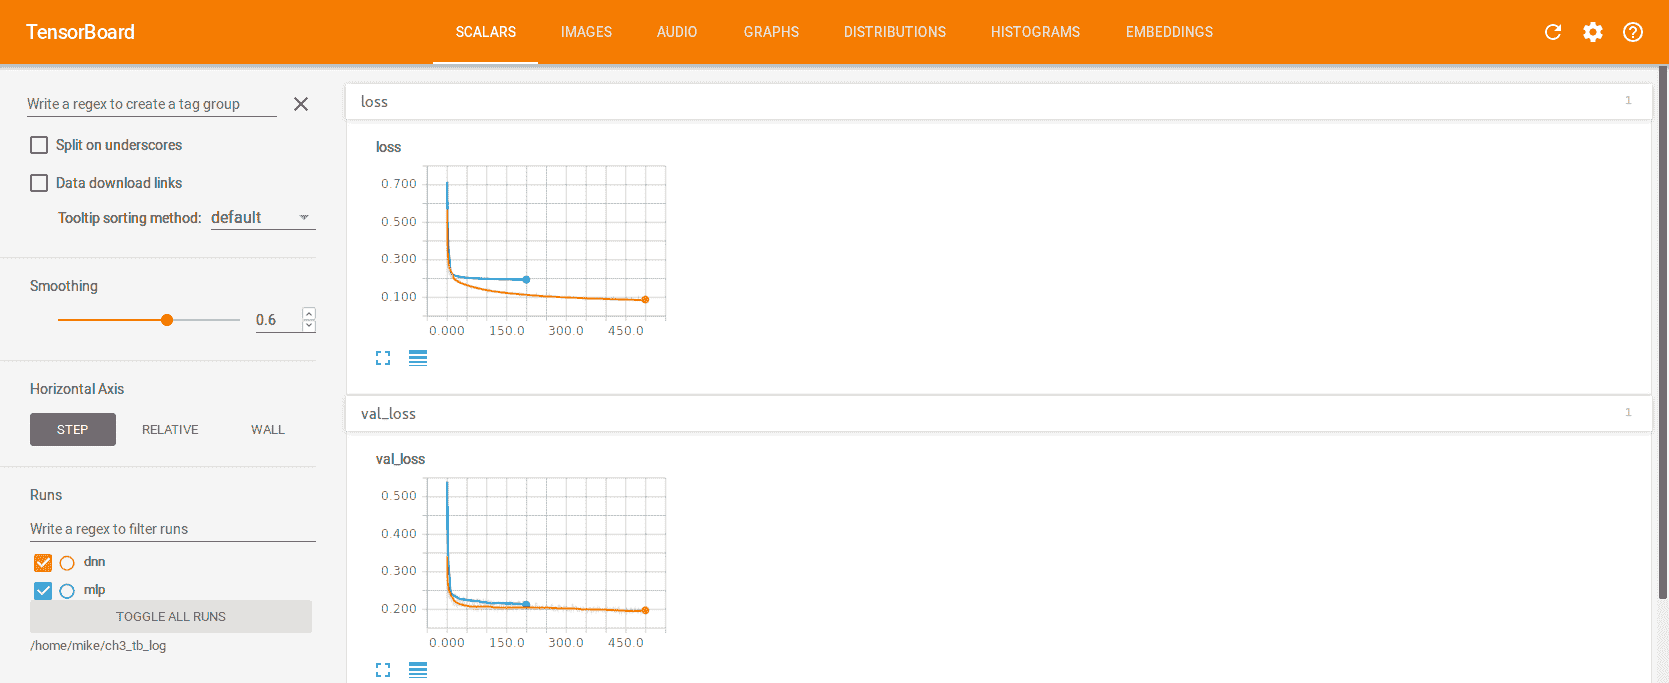 TensorBoard SCALARS IMAGES AUDIO GRAPHS DISTRIBUTIONS HISTOGRAMS EMBEDDINGS
Write a regex to create a tag group
Split on underscores
Data download links
Tooltip sorting method: default
Smoothing
0.6
Horizontal Axis
STEP RELATIVE WALL
Runs
Write a regex to filter runs
dnn
mlp
TOGGLE ALL RUNS
/home/mike/ch3_tb_log
loss 1
loss
0.700
0.500
0.300
0.100
0.000 150.0 300.0 450.0
val_loss 1
val_loss
0.500
0.400
0.300
0.200
0.000 150.0 300.0 450.0